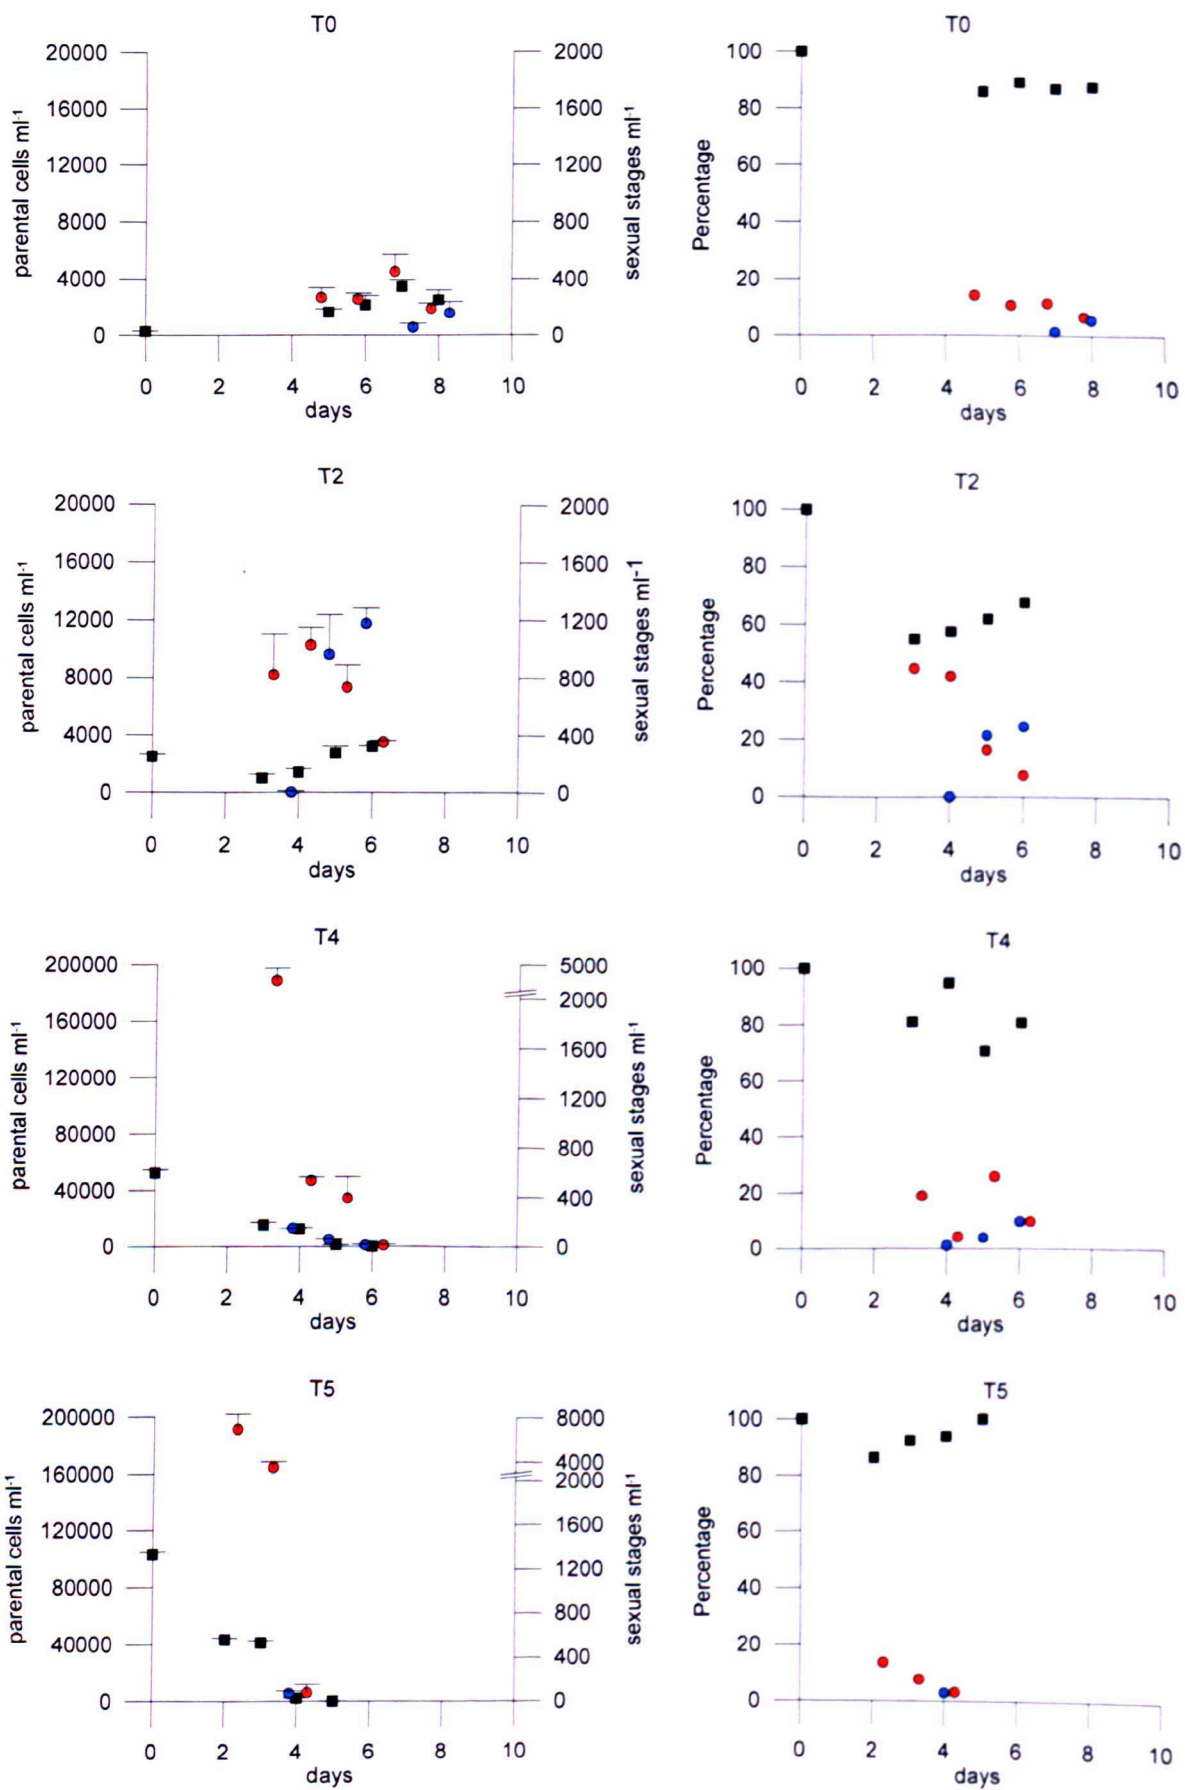 T0
20000
16000
12000
8000
4000
0
parental cells ml-1
2000
1600
1200
800
400
0
sexual stages ml-1
0 2 4 6 8 10
days
T0
100
80
60
40
20
0
Percentage
0 2 4 6 8 10
days
T2
20000
16000
12000
8000
4000
0
parental cells ml-1
2000
1600
1200
800
400
0
sexual stages ml-1
0 2 4 6 8 10
days
T2
100
80
60
40
20
0
Percentage
0 2 4 6 8 10
days
T4
200000
160000
120000
80000
40000
0
parental cells ml-1
5000
2000
1600
1200
800
400
0
sexual stages ml-1
0 2 4 6 8 10
days
T4
100
80
60
40
20
0
Percentage
0 2 4 6 8 10
days
T5
200000
160000
120000
80000
40000
0
parental cells ml-1
8000
4000
2000
1600
1200
800
400
0
sexual stages ml-1
0 2 4 6 8 10
days
T5
100
80
60
40
20
0
Percentage
0 2 4 6 8 10
days